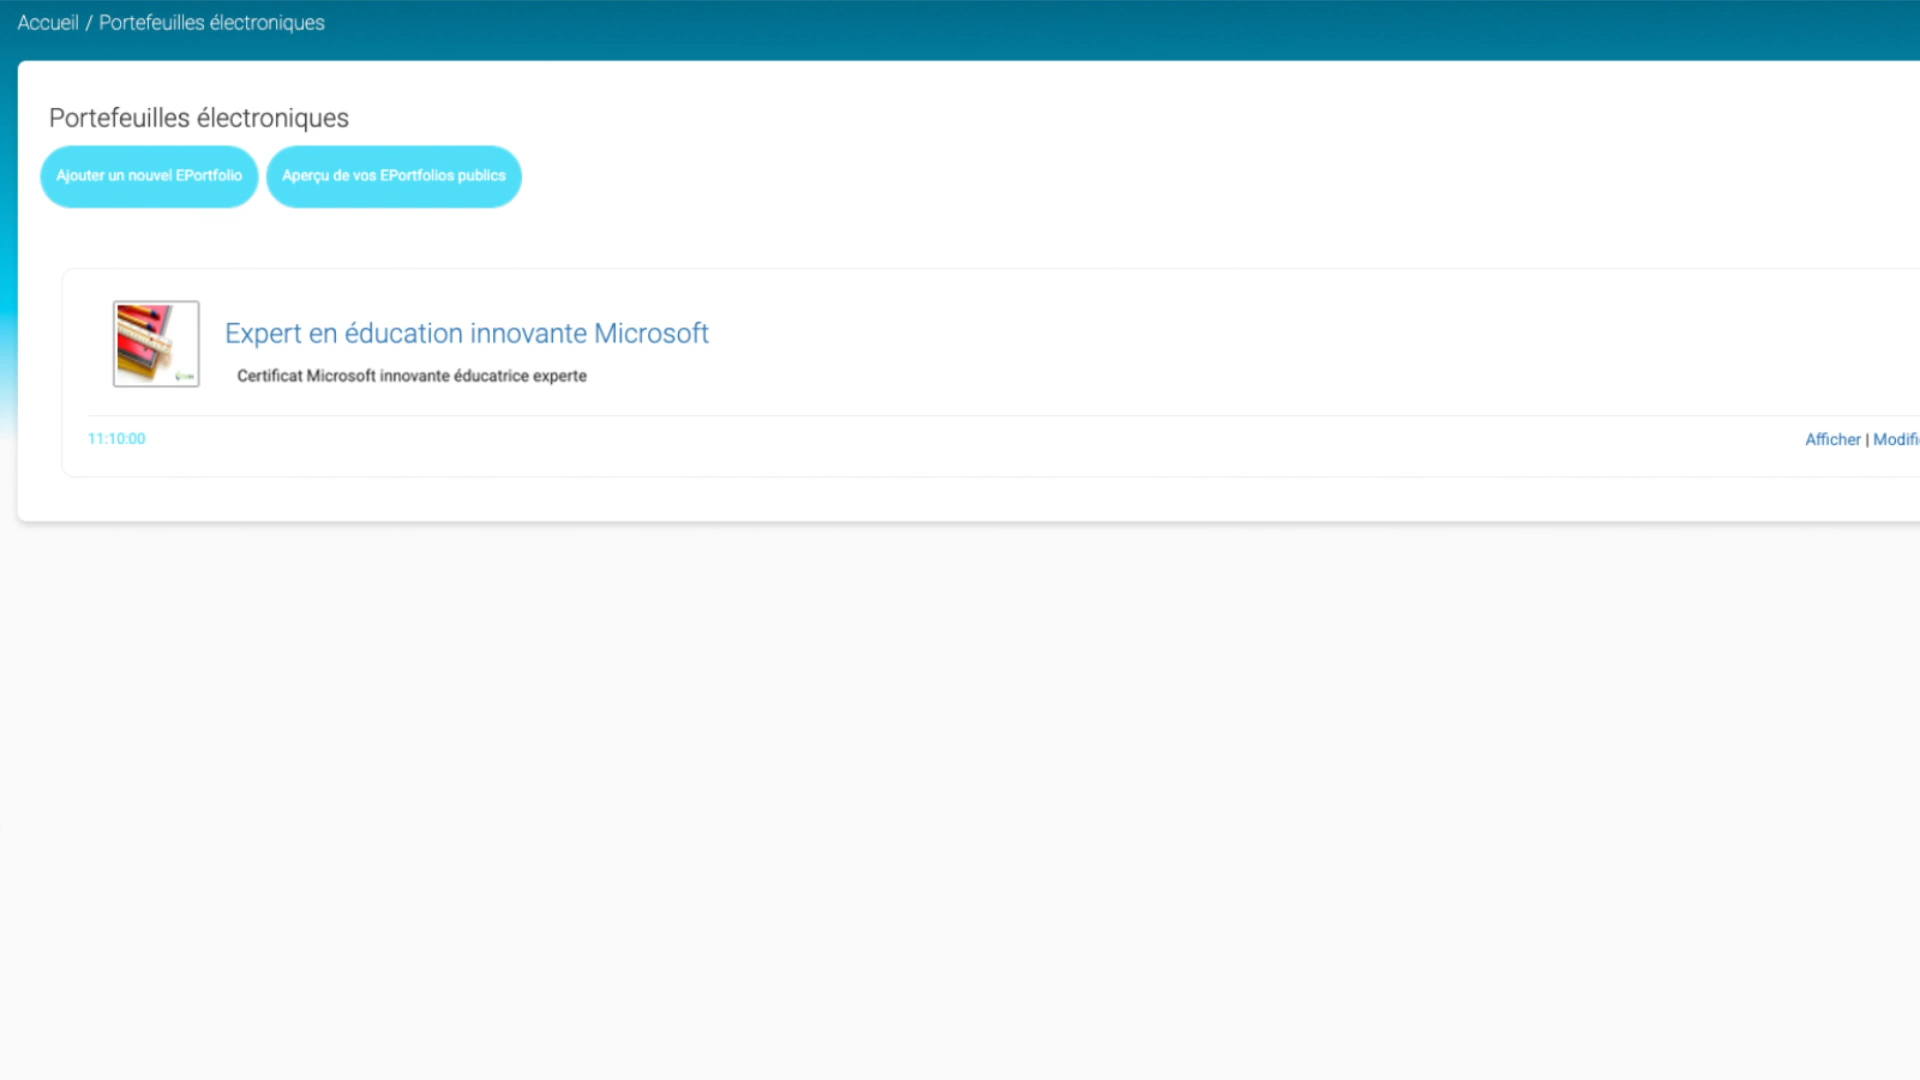 Accueil / Portefeuilles électroniques
Portefeuilles électroniques
Ajouter un nouvel EPortfolio
Aperçu de vos EPortfolios publics
Expert en éducation innovante Microsoft
Certificat Microsoft innovante éducatrice experte
11:10:00
Afficher | Modifi